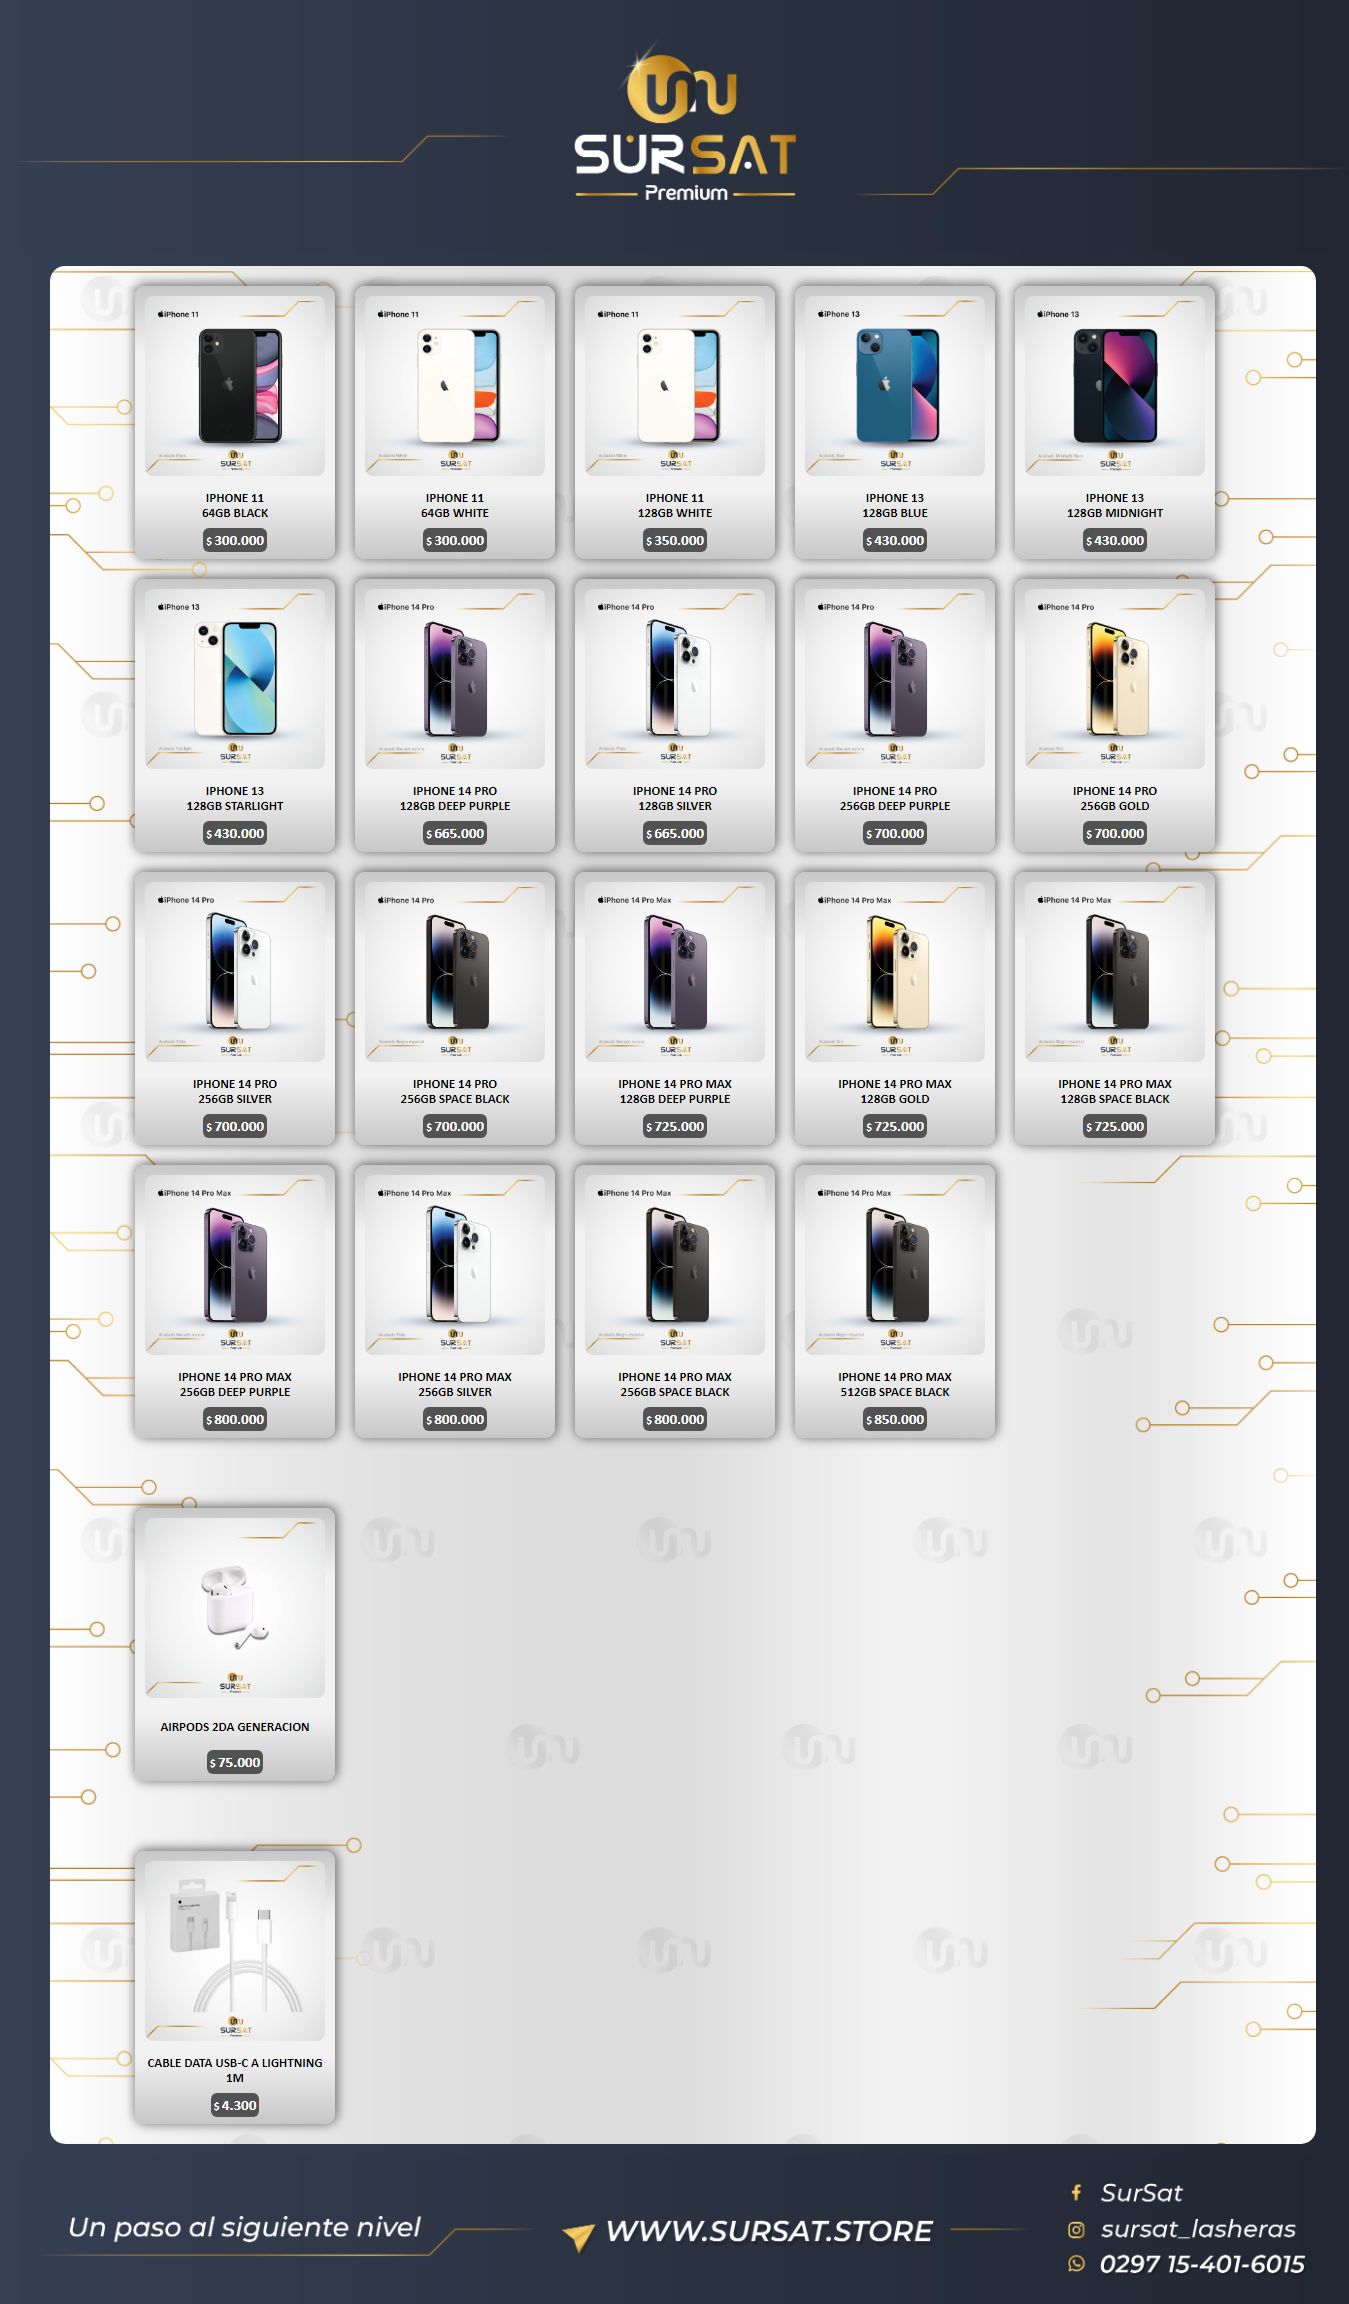 SURSAT
Premium
iPhone 11
SURSAT
IPHONE 11
64GB BLACK
$ 300.000
iPhone 11
SURSAT
IPHONE 11
64GB WHITE
$ 300.000
iPhone 11
SURSAT
IPHONE 11
128GB WHITE
$ 350.000
iPhone 13
SURSAT
IPHONE 13
128GB BLUE
$ 430.000
iPhone 13
SURSAT
IPHONE 13
128GB MIDNIGHT
$ 430.000
iPhone 13
SURSAT
IPHONE 13
128GB STARLIGHT
$ 430.000
iPhone 14 Pro
SURSAT
IPHONE 14 PRO
128GB DEEP PURPLE
$ 665.000
iPhone 14 Pro
SURSAT
IPHONE 14 PRO
128GB SILVER
$ 665.000
iPhone 14 Pro
SURSAT
IPHONE 14 PRO
256GB DEEP PURPLE
$ 700.000
iPhone 14 Pro
SURSAT
IPHONE 14 PRO
256GB GOLD
$ 700.000
iPhone 14 Pro
SURSAT
IPHONE 14 PRO
256GB SILVER
$ 700.000
iPhone 14 Pro
SURSAT
IPHONE 14 PRO
256GB SPACE BLACK
$ 700.000
iPhone 14 Pro Max
SURSAT
IPHONE 14 PRO MAX
128GB DEEP PURPLE
$ 725.000
iPhone 14 Pro Max
SURSAT
IPHONE 14 PRO MAX
128GB GOLD
$ 725.000
iPhone 14 Pro Max
SURSAT
IPHONE 14 PRO MAX
128GB SPACE BLACK
$ 725.000
iPhone 14 Pro Max
SURSAT
IPHONE 14 PRO MAX
256GB DEEP PURPLE
$ 800.000
iPhone 14 Pro Max
SURSAT
IPHONE 14 PRO MAX
256GB SILVER
$ 800.000
iPhone 14 Pro Max
SURSAT
IPHONE 14 PRO MAX
256GB SPACE BLACK
$ 800.000
iPhone 14 Pro Max
SURSAT
IPHONE 14 PRO MAX
512GB SPACE BLACK
$ 850.000
SURSAT
AIRPODS 2DA GENERACION
$ 75.000
SURSAT
CABLE DATA USB-C A LIGHTNING
1M
$ 4.300
Un paso al siguiente nivel
WWW.SURSAT.STORE
SurSat
sursat_lasheras
0297 15-401-6015